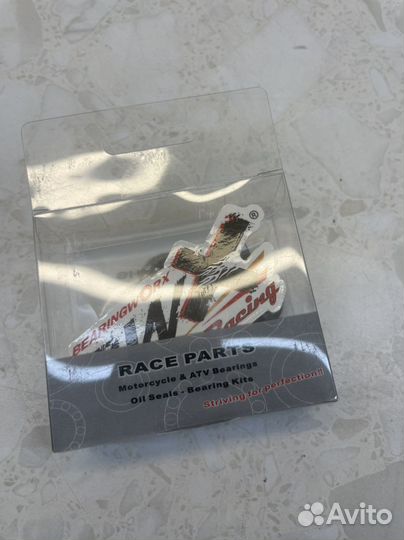 ®
BEARINGWORX
Racing
RACE PARTS
Motorcycle & ATV Bearings
Oil Seals - Bearing Kits
Striving for perfection!!
Avito